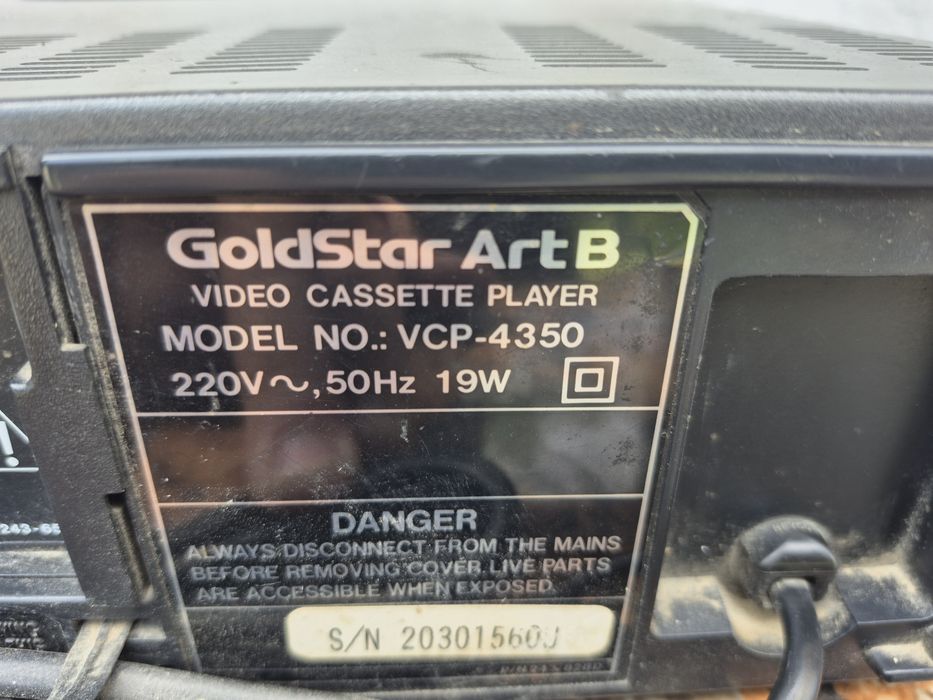 GoldStar Art B
VIDEO CASSETTE PLAYER
MODEL NO.: VCP-4350
220V~, 50Hz 19W
DANGER
ALWAYS DISCONNECT FROM THE MAINS
BEFORE REMOVING COVER LIVE PARTS
ARE ACCESSIBLE WHEN EXPOSED.
S/N 20301560J
!